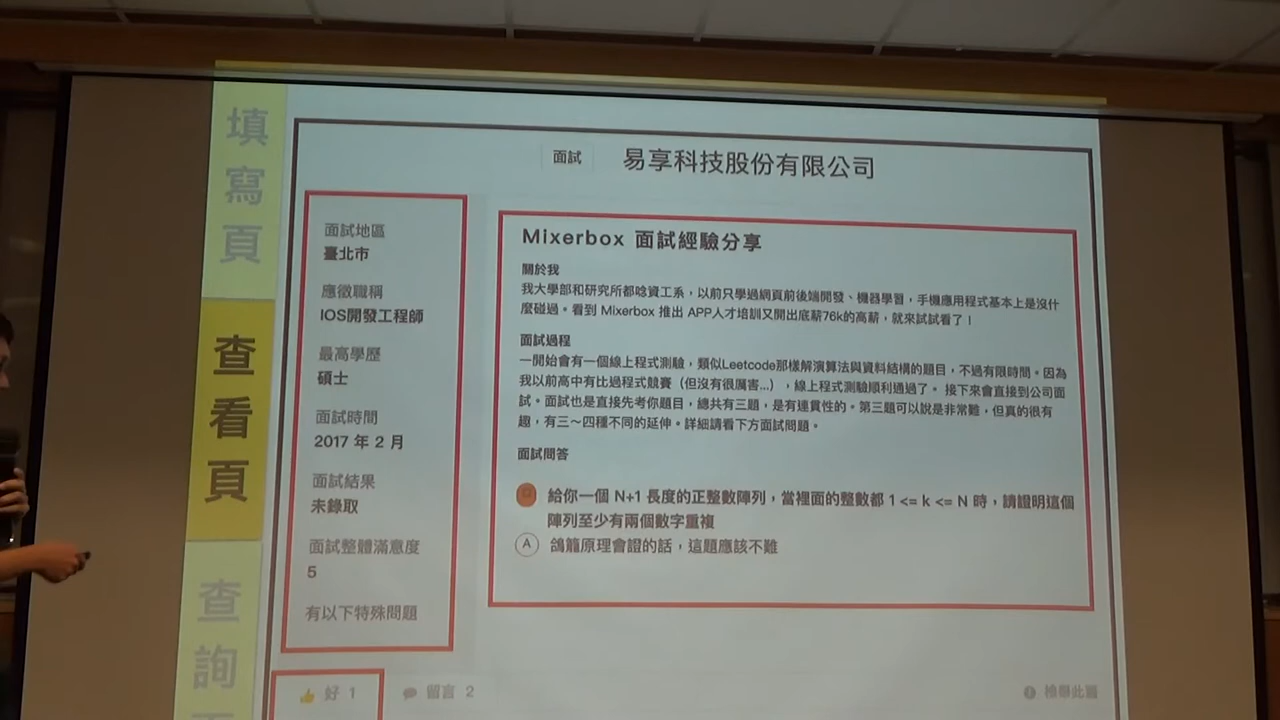 填寫頁
查看頁
查詢
面試 易享科技股份有限公司
面試地區
臺北市
應徵職稱
IOS開發工程師
最高學歷
碩士
面試時間
2017 年 2 月
面試結果
未錄取
面試整體滿意度
5
有以下特殊問題
Mixerbox 面試經驗分享
關於我
我大學部和研究所都唸資工系，以前只學過網頁前後端開發、機器學習，手機應用程式基本上是沒什
麼碰過。看到 Mixerbox 推出 APP人才培訓又開出底薪76k的高薪，就來試試看了！
面試過程
一開始會有一個線上程式測驗，類似Leetcode那樣解演算法與資料結構的題目，不過有限時間。因為
我以前高中有比過程式競賽（但沒有很厲害...），線上程式測驗順利通過了。 接下來會直接到公司面
試。面試也是直接先考你題目，總共有三題，是有連貫性的。第三題可以說是非常難，但真的很有
趣，有三～四種不同的延伸。詳細請看下方面試問題。
面試問答
Q 給你一個 N+1 長度的正整數陣列，當裡面的整數都 1 <= k <= N 時，請證明這個
陣列至少有兩個數字重複
A 鴿籠原理會證的話，這題應該不難
好 1
留言 2
檢舉此篇